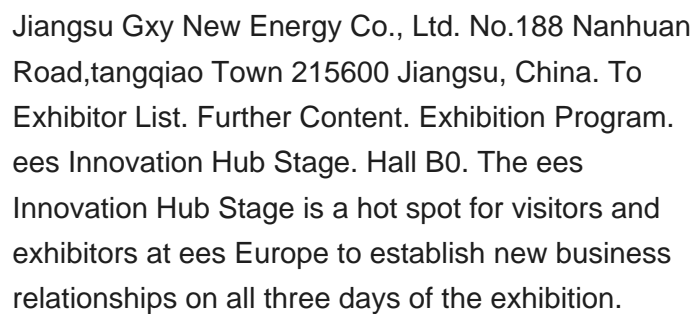 Jiangsu Gxy New Energy Co., Ltd. No.188 Nanhuan
Road,tangqiao Town 215600 Jiangsu, China. To
Exhibitor List. Further Content. Exhibition Program.
ees Innovation Hub Stage. Hall B0. The ees
Innovation Hub Stage is a hot spot for visitors and
exhibitors at ees Europe to establish new business
relationships on all three days of the exhibition.